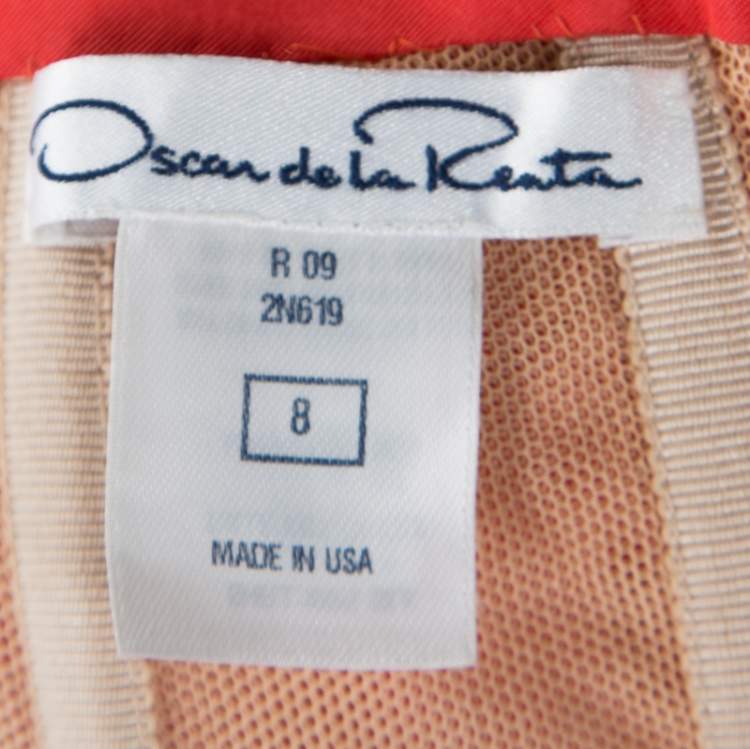 Oscar de la Renta
R 09
2N619
8
MADE IN USA